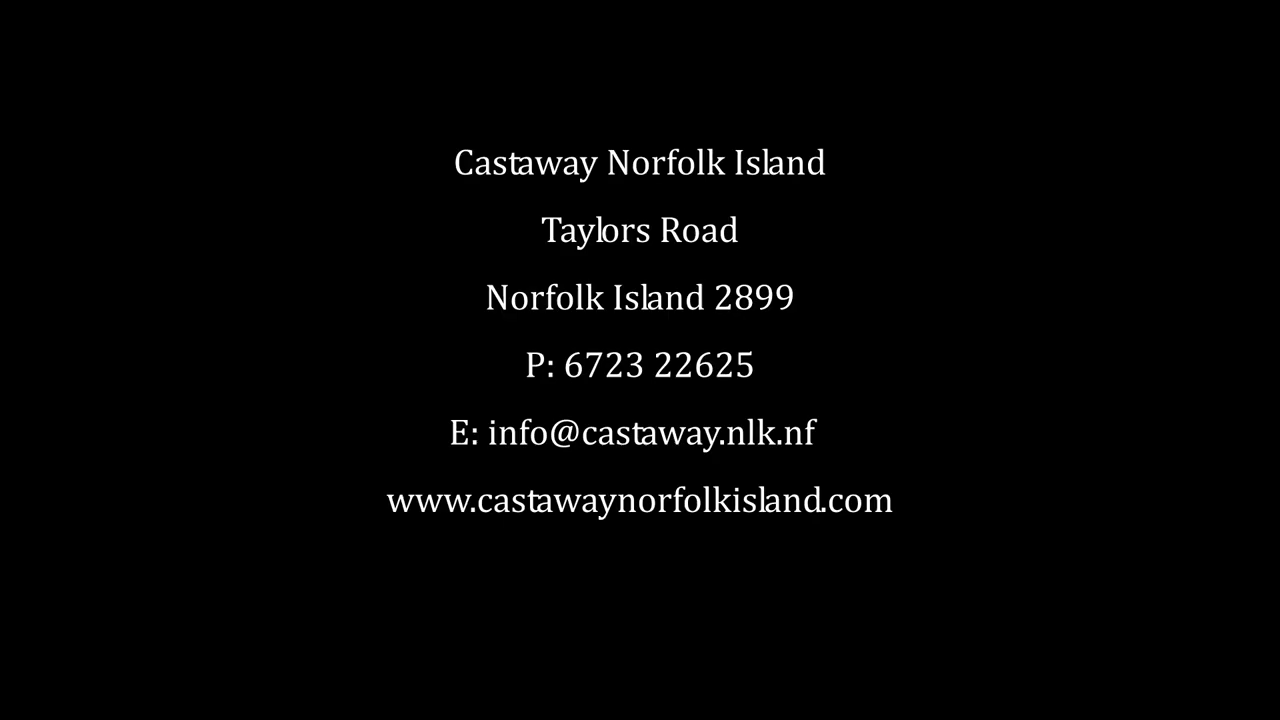 Castaway Norfolk Island
Taylors Road
Norfolk Island 2899
P: 6723 22625
E: info@castaway.nlk.nf
www.castawaynorfolkisland.com